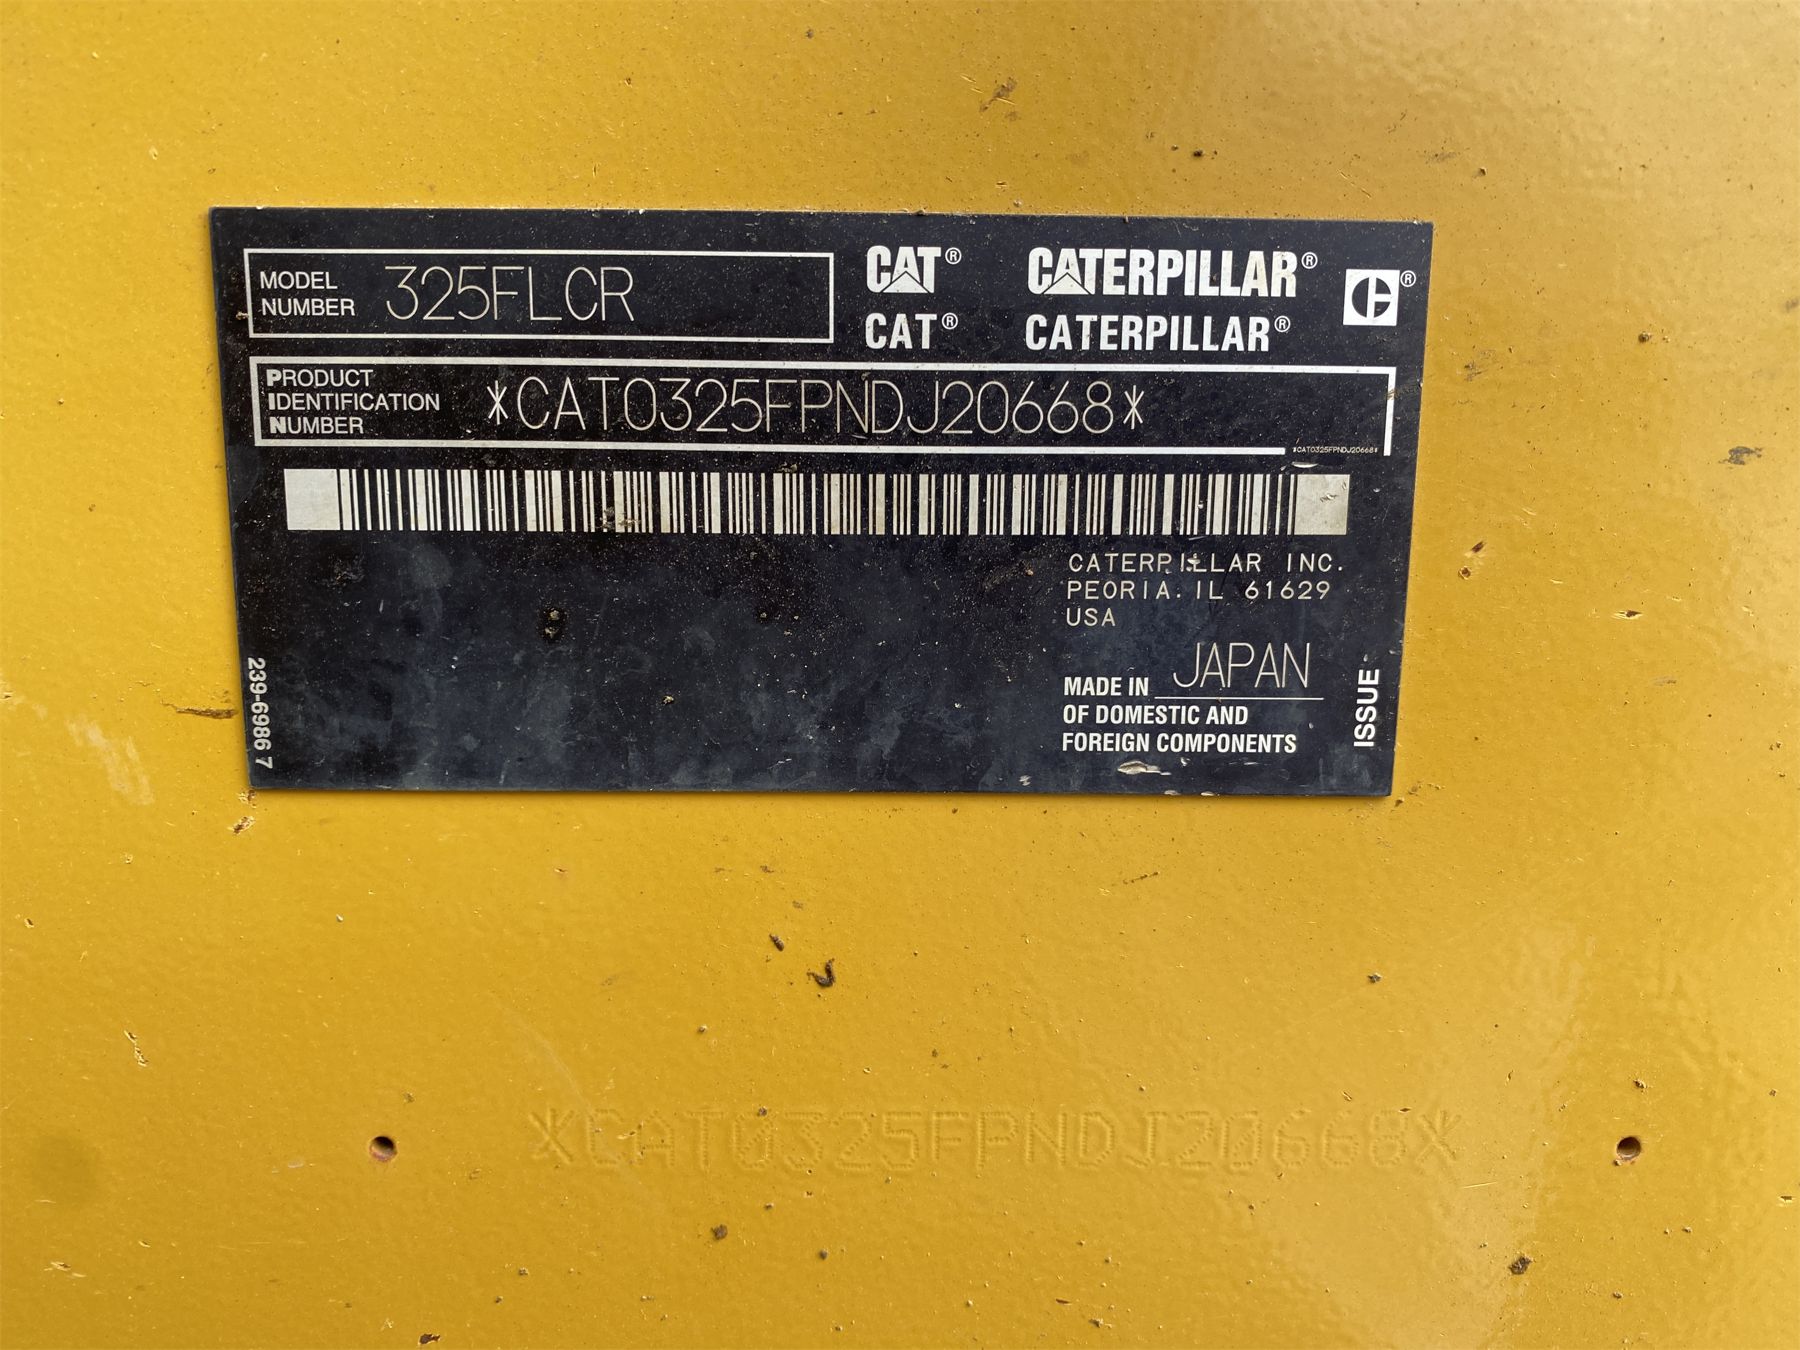 MODEL NUMBER 325FLCR
CAT® CATERPILLAR® ®
CAT® CATERPILLAR®
PRODUCT IDENTIFICATION NUMBER *CAT0325FPNDJ20668*
*CAT0325FPNDJ20668*
CATERPILLAR INC.
PEORIA. IL 61629
USA
MADE IN JAPAN
OF DOMESTIC AND
FOREIGN COMPONENTS
ISSUE
239-6986 7
*CAT0325FPNDJ20668*